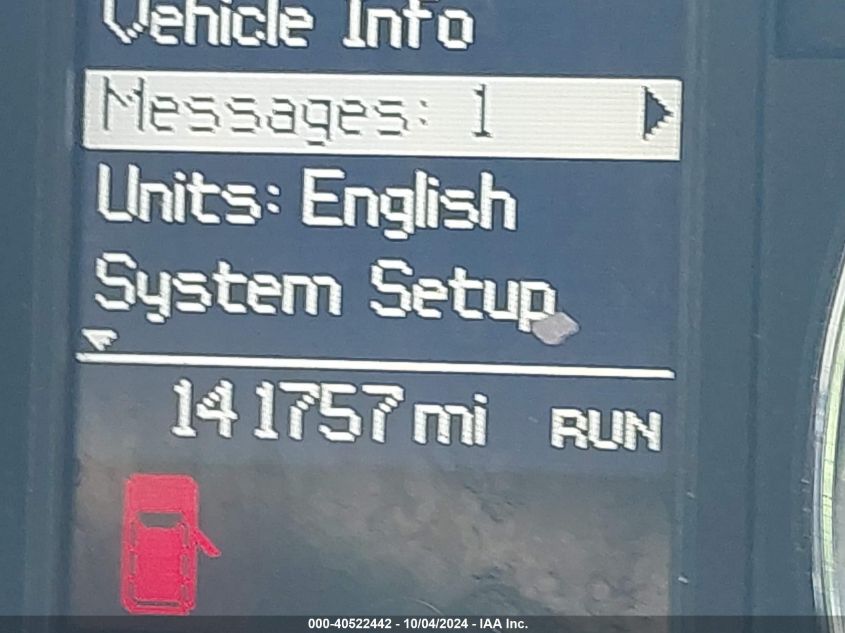 Vehicle Info
Messages: 1
Units: English
System Setup
141757 mi RUN
000-40522442 - 10/04/2024 - IAA Inc.